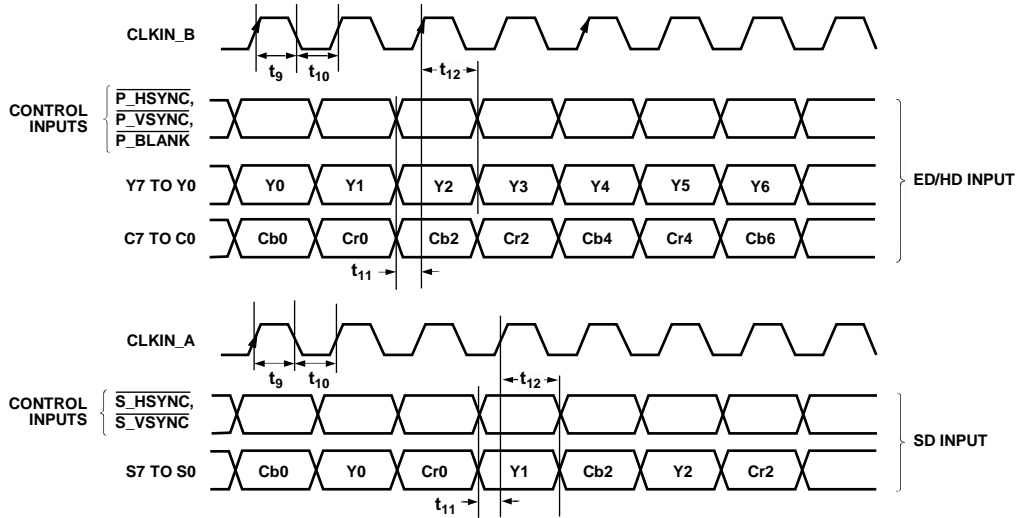 CLKIN_B
t9 t10 t12
CONTROL INPUTS
P_HSYNC,
P_VSYNC,
P_BLANK
Y7 TO Y0 Y0 Y1 Y2 Y3 Y4 Y5 Y6
ED/HD INPUT
C7 TO C0 Cb0 Cr0 Cb2 Cr2 Cb4 Cr4 Cb6
t11
CLKIN_A
t9 t10 t12
CONTROL INPUTS
S_HSYNC,
S_VSYNC
SD INPUT
S7 TO S0 Cb0 Y0 Cr0 Y1 Cb2 Y2 Cr2
t11